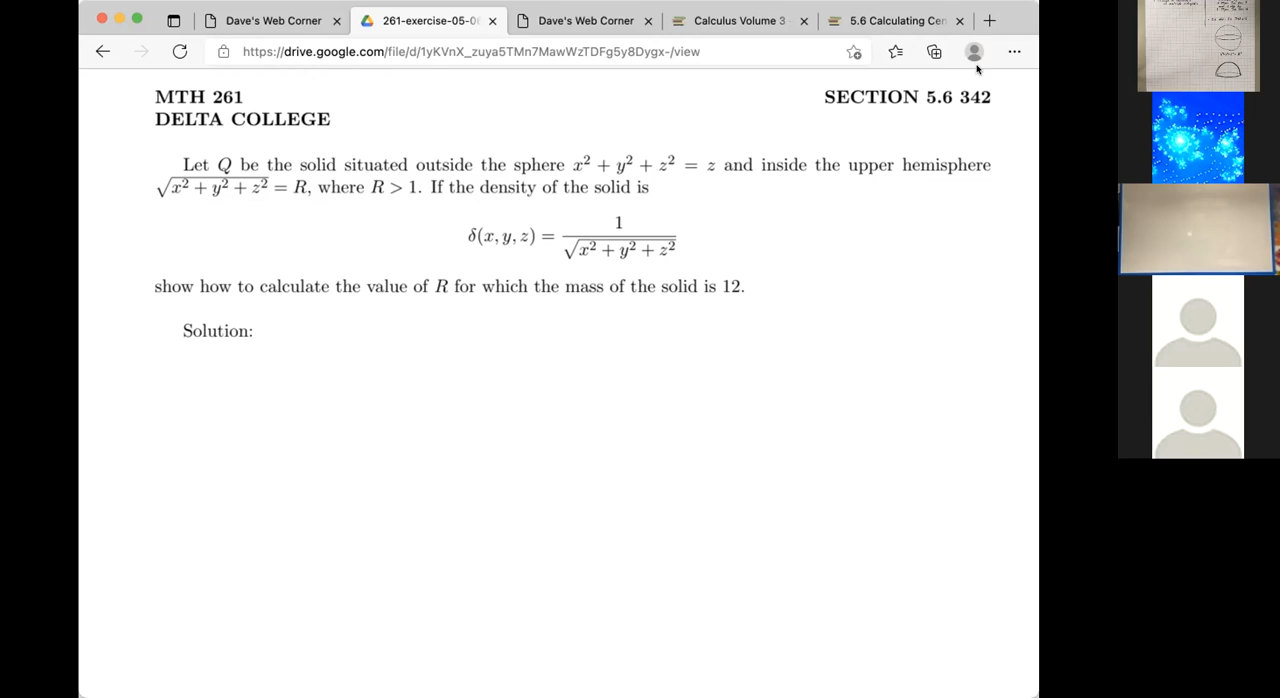 Dave's Web Corner
261-exercise-05-0
Dave's Web Corner
Calculus Volume 3
5.6 Calculating Cen
https://drive.google.com/file/d/1yKVnX_zuya5TMn7MawWzTDFg5y8Dygx-/view
MTH 261 SECTION 5.6 342
DELTA COLLEGE
Let Q be the solid situated outside the sphere x² + y² + z² = z and inside the upper hemisphere
√(x² + y² + z²) = R, where R > 1. If the density of the solid is
δ(x, y, z) = 1 / √(x² + y² + z²)
show how to calculate the value of R for which the mass of the solid is 12.
Solution: